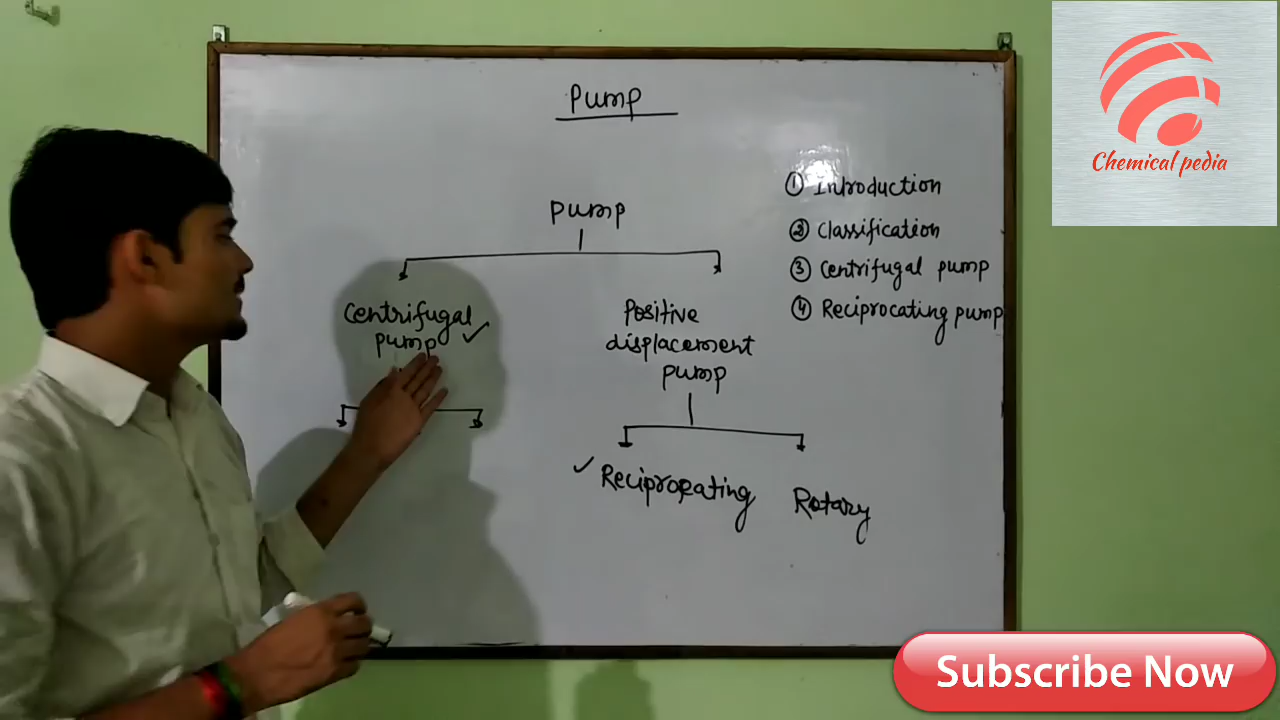 Pump
Pump
Centrifugal
pump ✓
Positive
displacement
pump
✓ Reciprocating
Rotary
① Introduction
② Classification
③ Centrifugal pump
④ Reciprocating pump
Chemical pedia
Subscribe Now